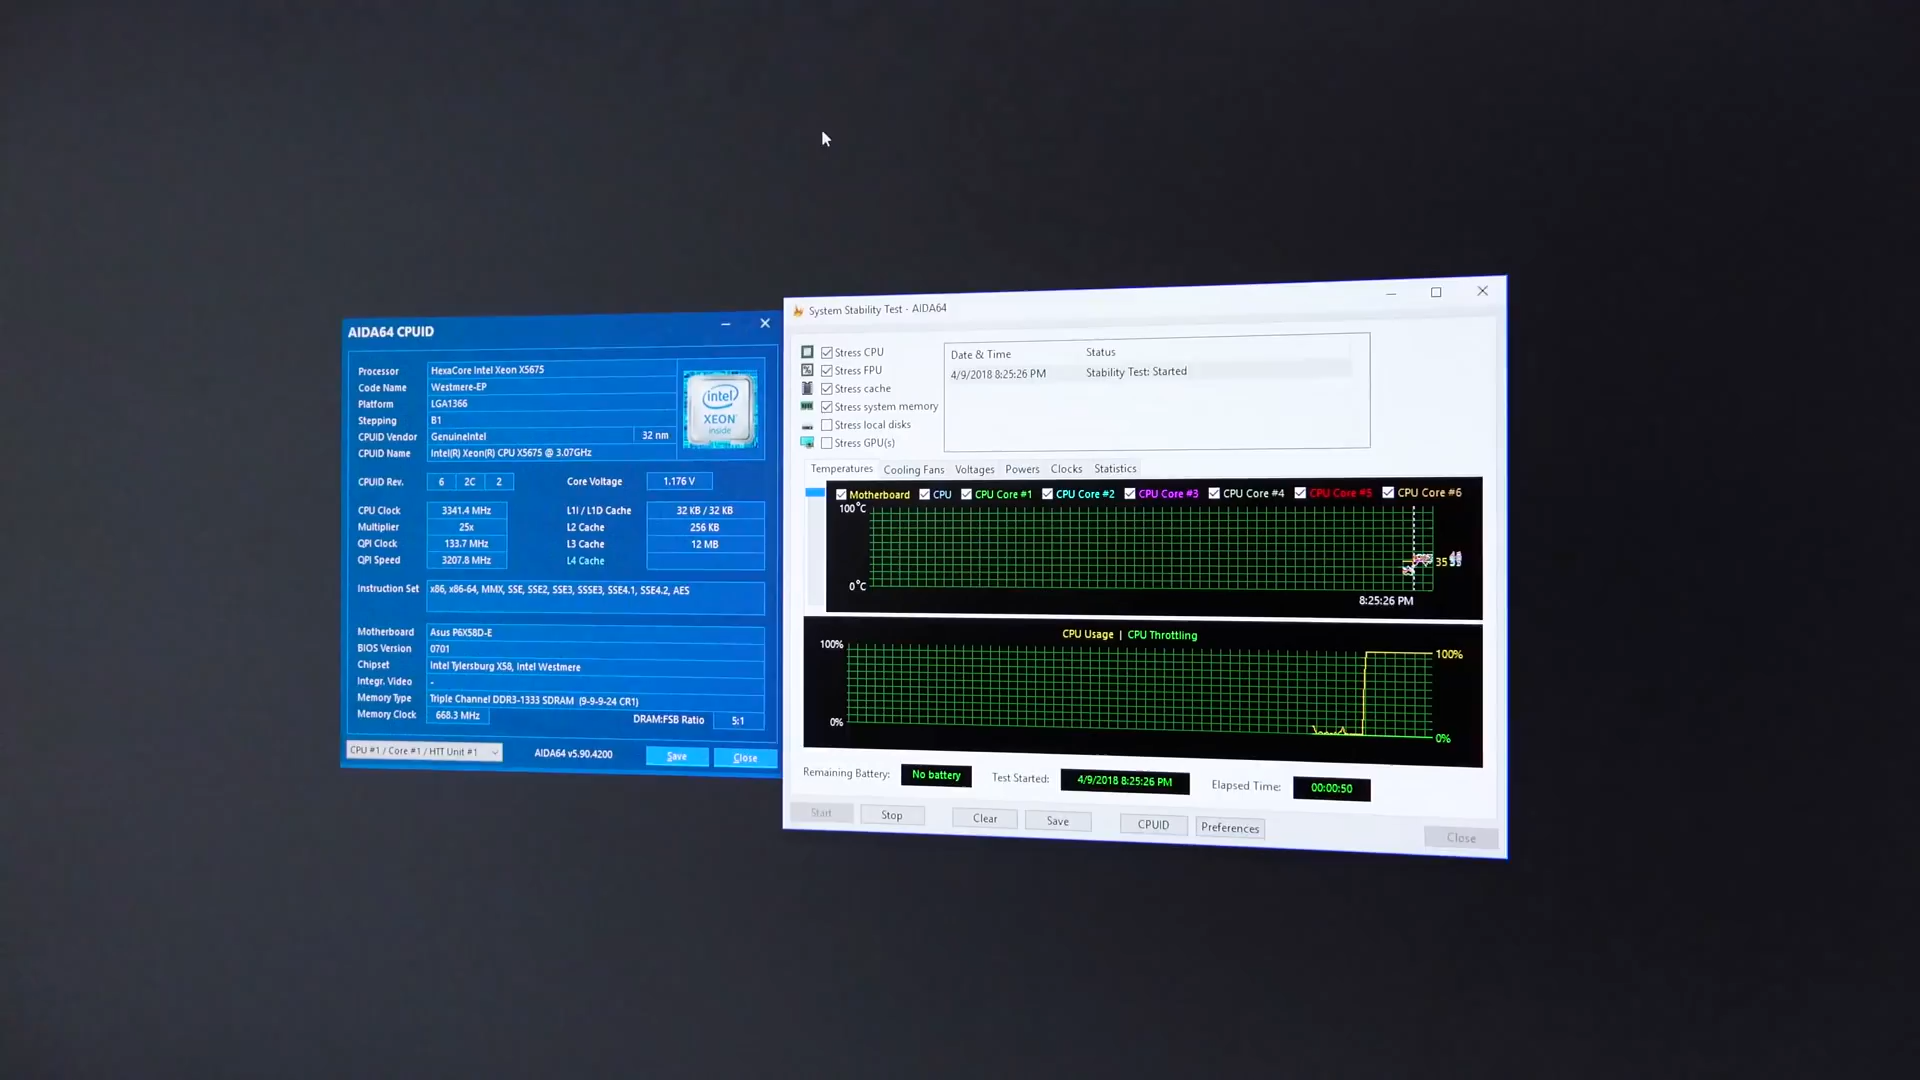 AIDA64 CPUID
Processor HexaCore Intel Xeon X5675
Code Name Westmere-EP
Platform LGA1366
Stepping B1
CPUID Vendor GenuineIntel 32 nm
CPUID Name Intel(R) Xeon(R) CPU X5675 @ 3.07GHz
intel
XEON
inside
CPUID Rev. 6 2C 2 Core Voltage 1.176 V
CPU Clock 3341.4 MHz L1I / L1D Cache 32 KB / 32 KB
Multiplier 25x L2 Cache 256 KB
QPI Clock 133.7 MHz L3 Cache 12 MB
QPI Speed 3207.8 MHz L4 Cache
Instruction Set x86, x86-64, MMX, SSE, SSE2, SSE3, SSSE3, SSE4.1, SSE4.2, AES
Motherboard Asus P6X58D-E
BIOS Version 0701
Chipset Intel Tylersburg X58, Intel Westmere
Integr. Video -
Memory Type Triple Channel DDR3-1333 SDRAM (9-9-9-24 CR1)
Memory Clock 668.3 MHz DRAM:FSB Ratio 5:1
CPU #1 / Core #1 / HTT Unit #1 AIDA64 v5.90.4200 Save Close
System Stability Test - AIDA64
Stress CPU
Stress FPU
Stress cache
Stress system memory
Stress local disks
Stress GPU(s)
Date & Time Status
4/9/2018 8:25:26 PM Stability Test: Started
Temperatures Cooling Fans Voltages Powers Clocks Statistics
Motherboard CPU CPU Core #1 CPU Core #2 CPU Core #3 CPU Core #4 CPU Core #5 CPU Core #6
100°C
35
0°C
8:25:26 PM
CPU Usage | CPU Throttling
100% 100%
0% 0%
Remaining Battery: No battery Test Started: 4/9/2018 8:25:26 PM Elapsed Time: 00:00:50
Start Stop Clear Save CPUID Preferences Close